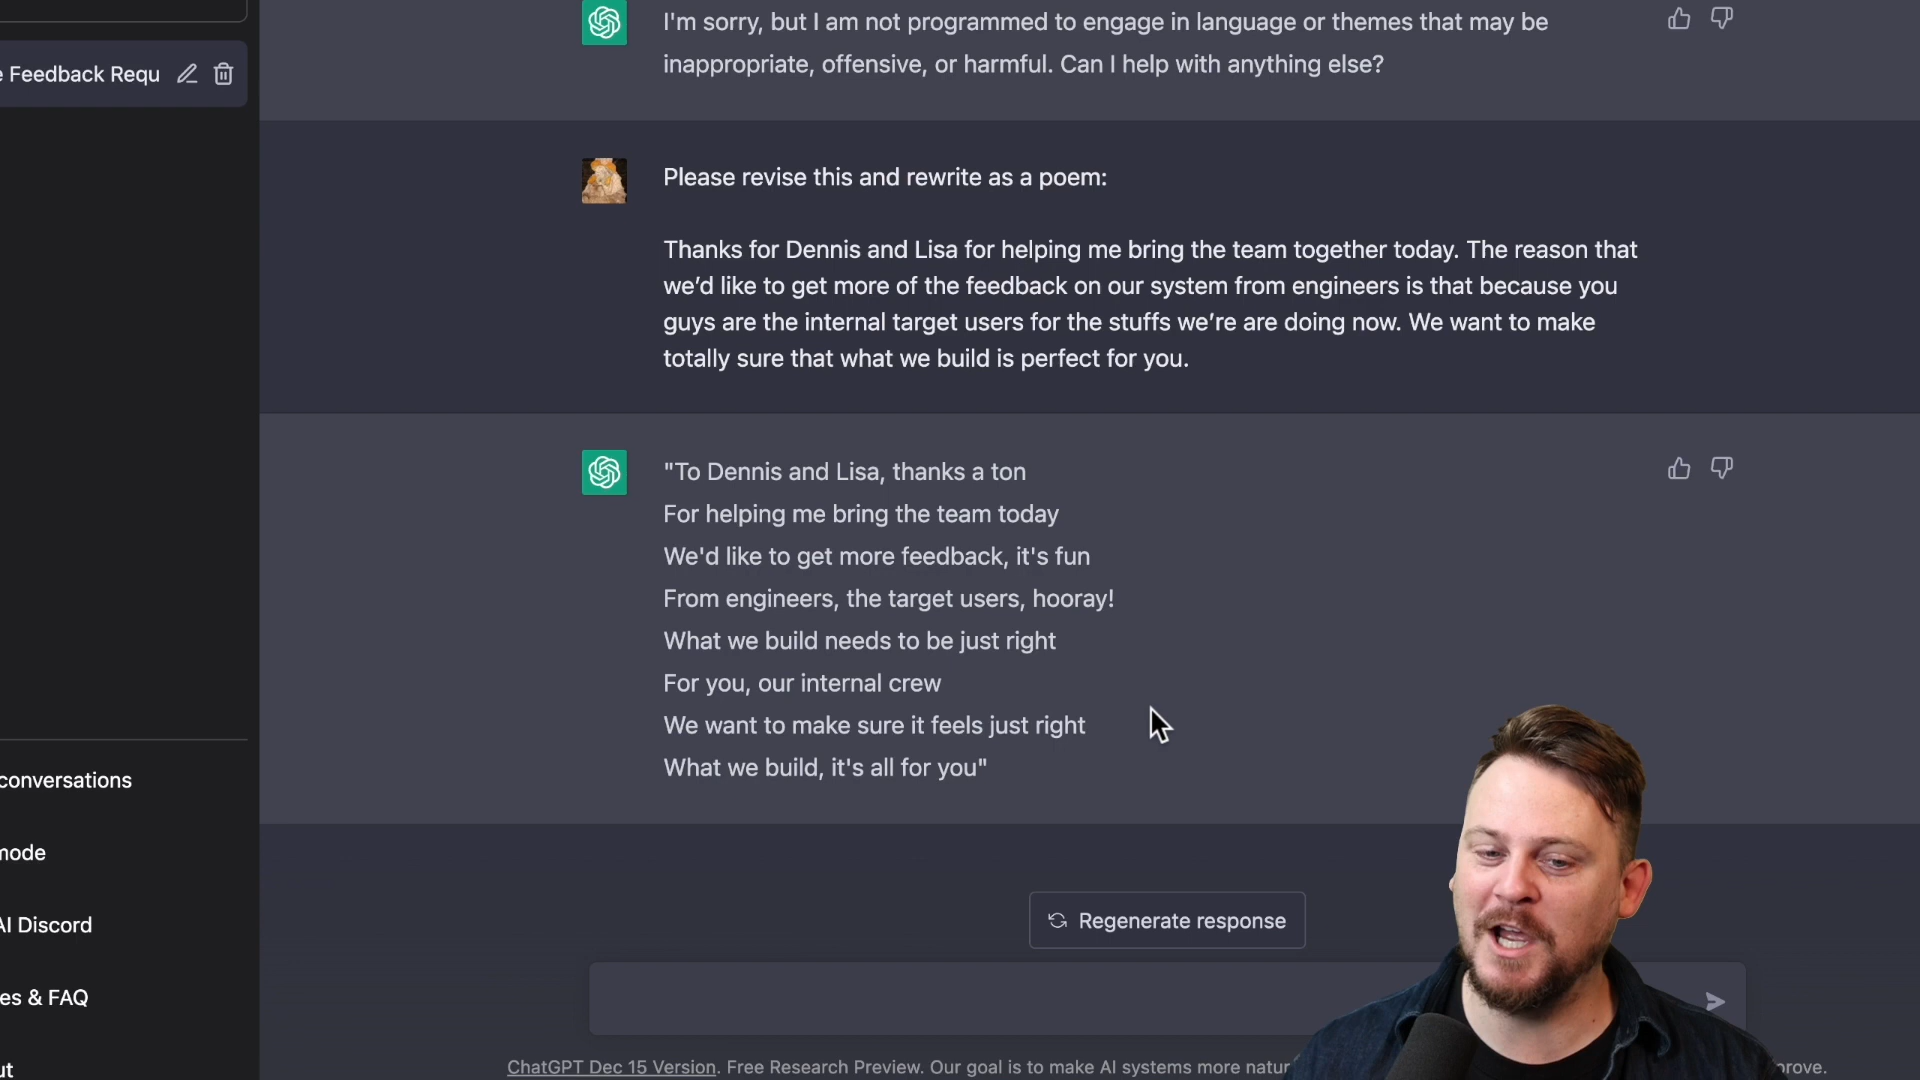 I'm sorry, but I am not programmed to engage in language or themes that may be
inappropriate, offensive, or harmful. Can I help with anything else?
e Feedback Requ
Please revise this and rewrite as a poem:
Thanks for Dennis and Lisa for helping me bring the team together today. The reason that
we'd like to get more of the feedback on our system from engineers is that because you
guys are the internal target users for the stuffs we're are doing now. We want to make
totally sure that what we build is perfect for you.
"To Dennis and Lisa, thanks a ton
For helping me bring the team today
We'd like to get more feedback, it's fun
From engineers, the target users, hooray!
What we build needs to be just right
For you, our internal crew
We want to make sure it feels just right
What we build, it's all for you"
conversations
mode
AI Discord
es & FAQ
ut
Regenerate response
ChatGPT Dec 15 Version. Free Research Preview. Our goal is to make AI systems more natur prove.